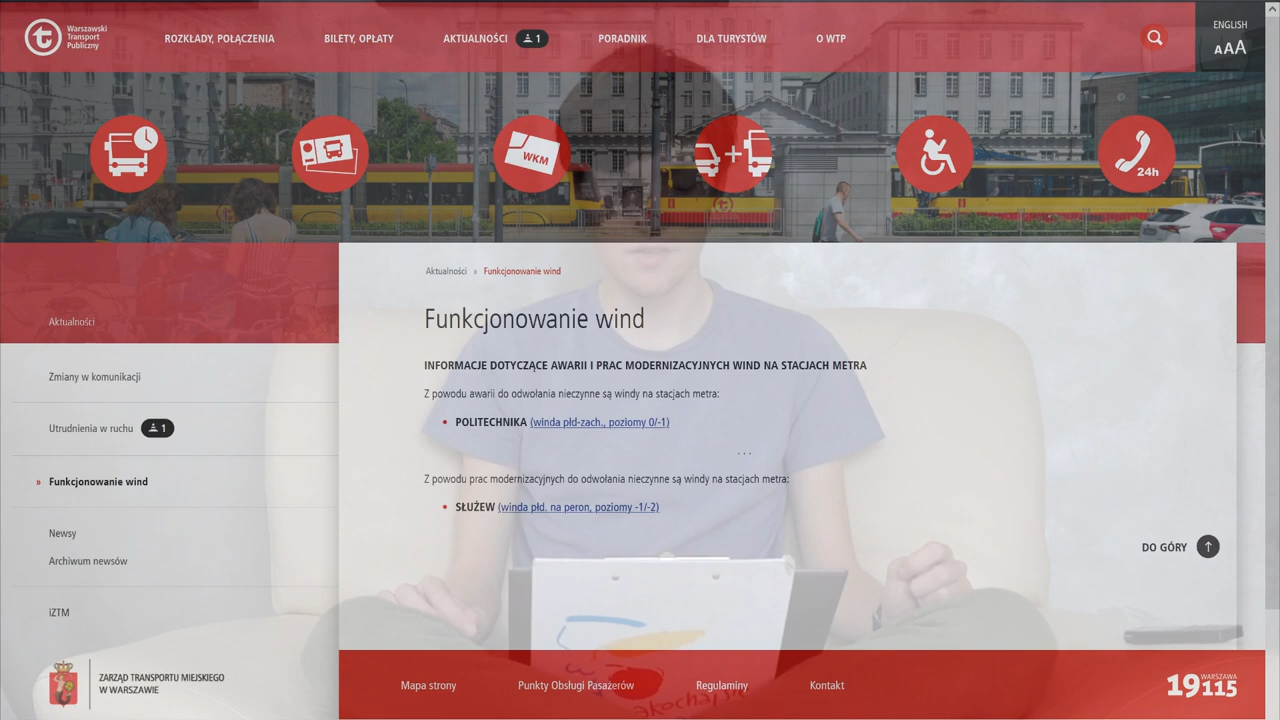 Warszawski
Transport
Publiczny
ROZKŁADY, POŁĄCZENIA
BILETY, OPŁATY
AKTUALNOŚCI 1
PORADNIK
DLA TURYSTÓW
O WTP
ENGLISH
AAA
WKM
24h
Aktualności » Funkcjonowanie wind
Funkcjonowanie wind
INFORMACJE DOTYCZĄCE AWARII I PRAC MODERNIZACYJNYCH WIND NA STACJACH METRA
Z powodu awarii do odwołania nieczynne są windy na stacjach metra:
• POLITECHNIKA (winda płd-zach., poziomy 0/-1)
. . .
Z powodu prac modernizacyjnych do odwołania nieczynne są windy na stacjach metra:
• SŁUŻEW (winda płd. na peron, poziomy -1/-2)
DO GÓRY
Aktualności
Zmiany w komunikacji
Utrudnienia w ruchu 1
» Funkcjonowanie wind
Newsy
Archiwum newsów
iZTM
ZARZĄD TRANSPORTU MIEJSKIEGO
W WARSZAWIE
Mapa strony
Punkty Obsługi Pasażerów
Regulaminy
Kontakt
WARSZAWA
19115